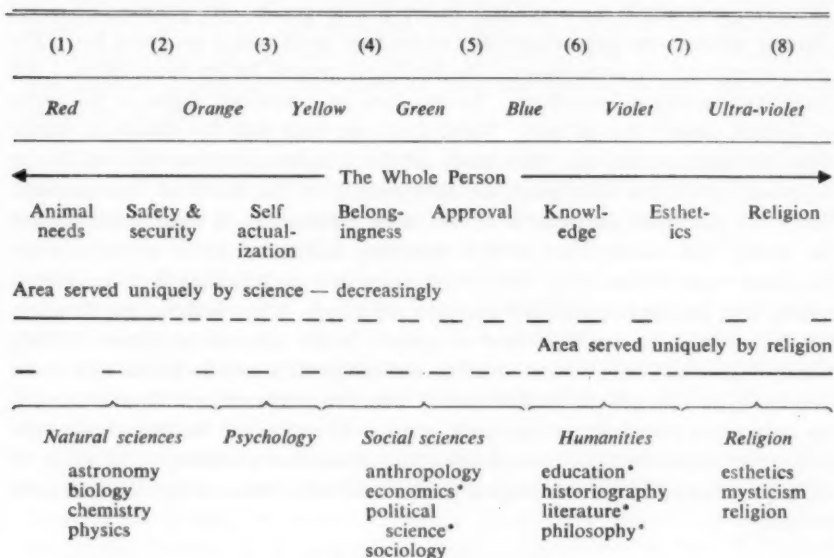 (1) (2) (3) (4) (5) (6) (7) (8)
Red Orange Yellow Green Blue Violet Ultra-violet
The Whole Person
Animal Safety & Self Belong- Approval Knowl- Esthet- Religion
needs security actual- ingness edge ics
ization
Area served uniquely by science — decreasingly
Area served uniquely by religion
Natural sciences Psychology Social sciences Humanities Religion
astronomy anthropology education* esthetics
biology economics* historiography mysticism
chemistry political literature* religion
physics science* philosophy*
sociology